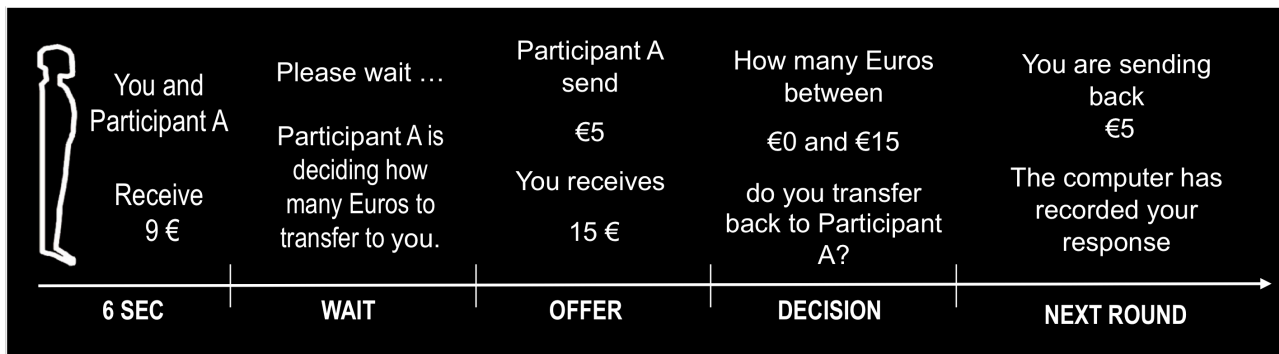 You and
Participant A
Receive
9 €
Please wait …
Participant A is
deciding how
many Euros to
transfer to you.
Participant A
send
€5
You receives
15 €
How many Euros
between
€0 and €15
do you transfer
back to Participant
A?
You are sending
back
€5
The computer has
recorded your
response
6 SEC
WAIT
OFFER
DECISION
NEXT ROUND